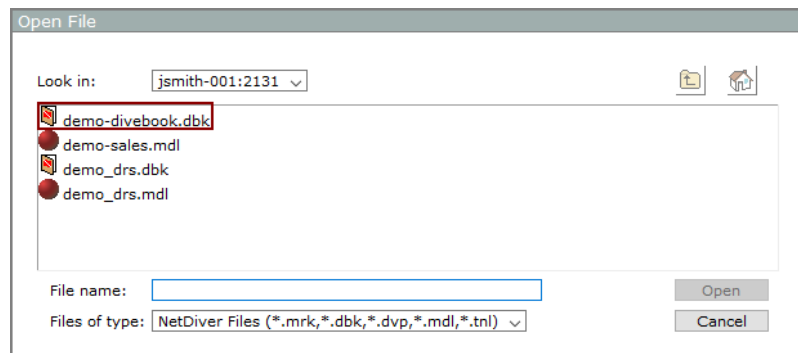 Open File
Look in: jsmith-001:2131
demo-divebook.dbk
demo-sales.mdl
demo_drs.dbk
demo_drs.mdl
File name: Open
Files of type: NetDiver Files (*.mrk,*.dbk,*.dvp,*.mdl,*.tnl) Cancel